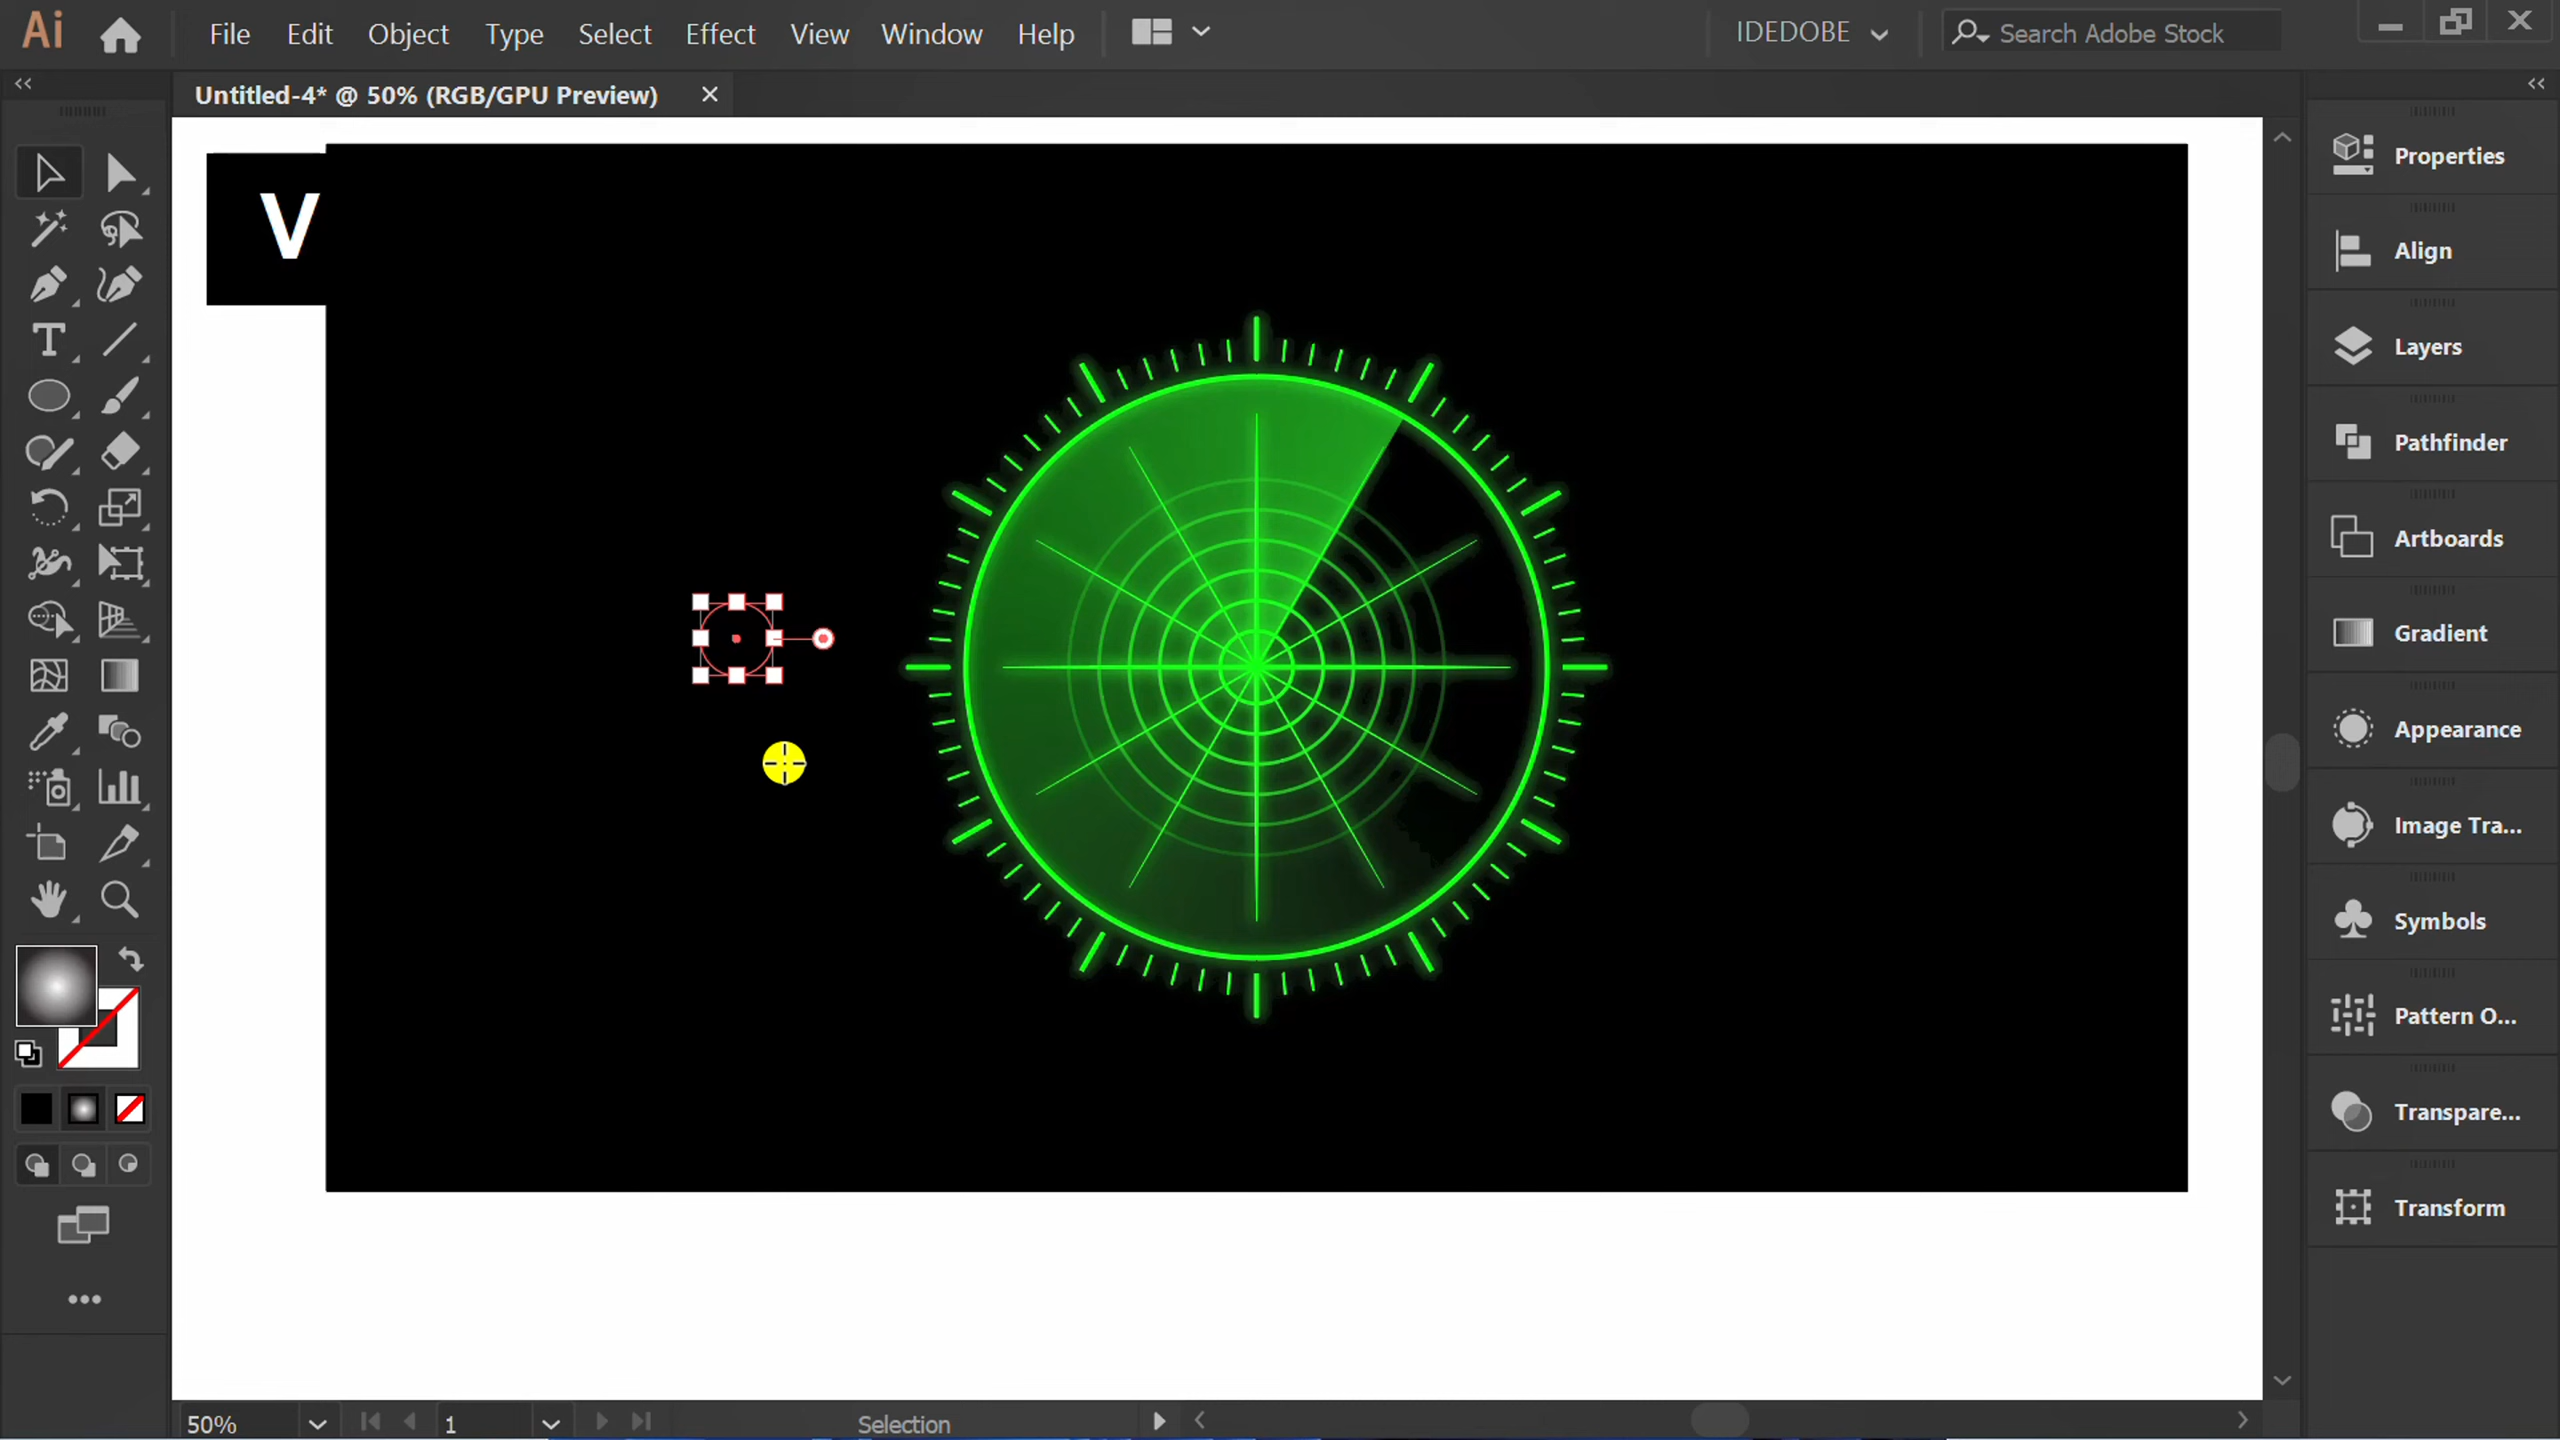 Ai
File Edit Object Type Select Effect View Window Help
IDEDOBE
Search Adobe Stock
Untitled-4* @ 50% (RGB/GPU Preview)
V
Properties
Align
Layers
Pathfinder
Artboards
Gradient
Appearance
Image Tra...
Symbols
Pattern O...
Transpare...
Transform
50%
1
Selection